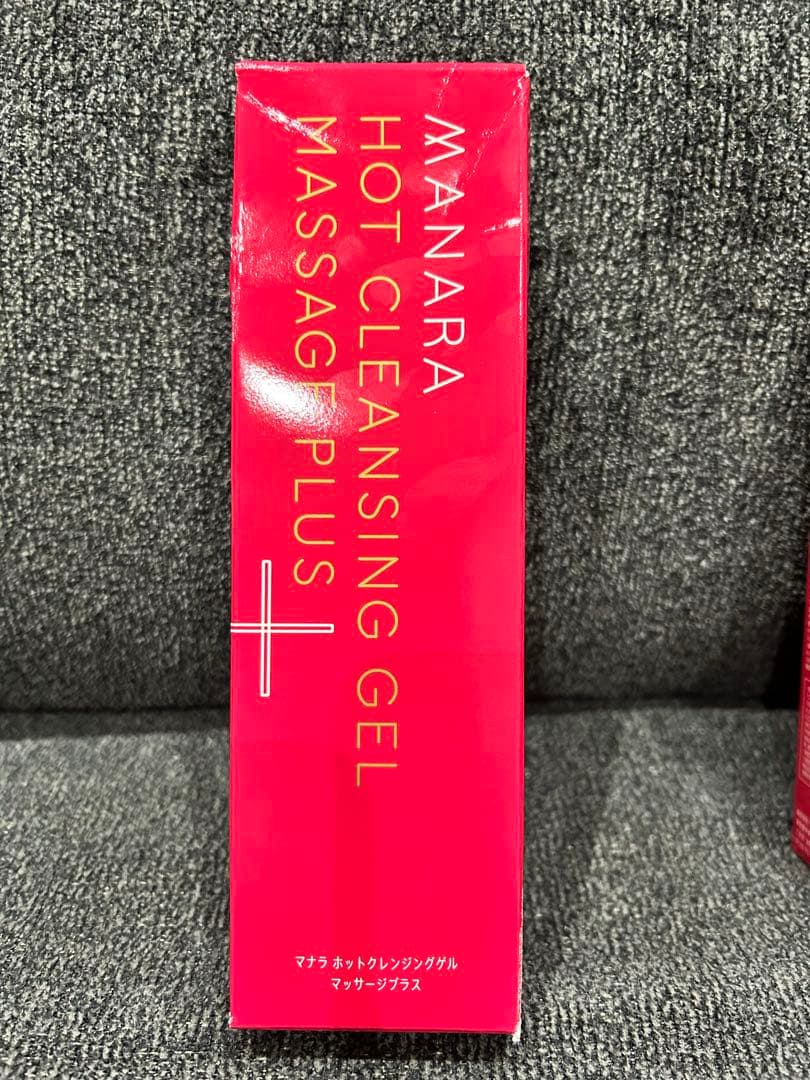 MANARA
HOT CLEANSING GEL
MASSAGE PLUS
マナラ ホットクレンジングゲル
マッサージプラス